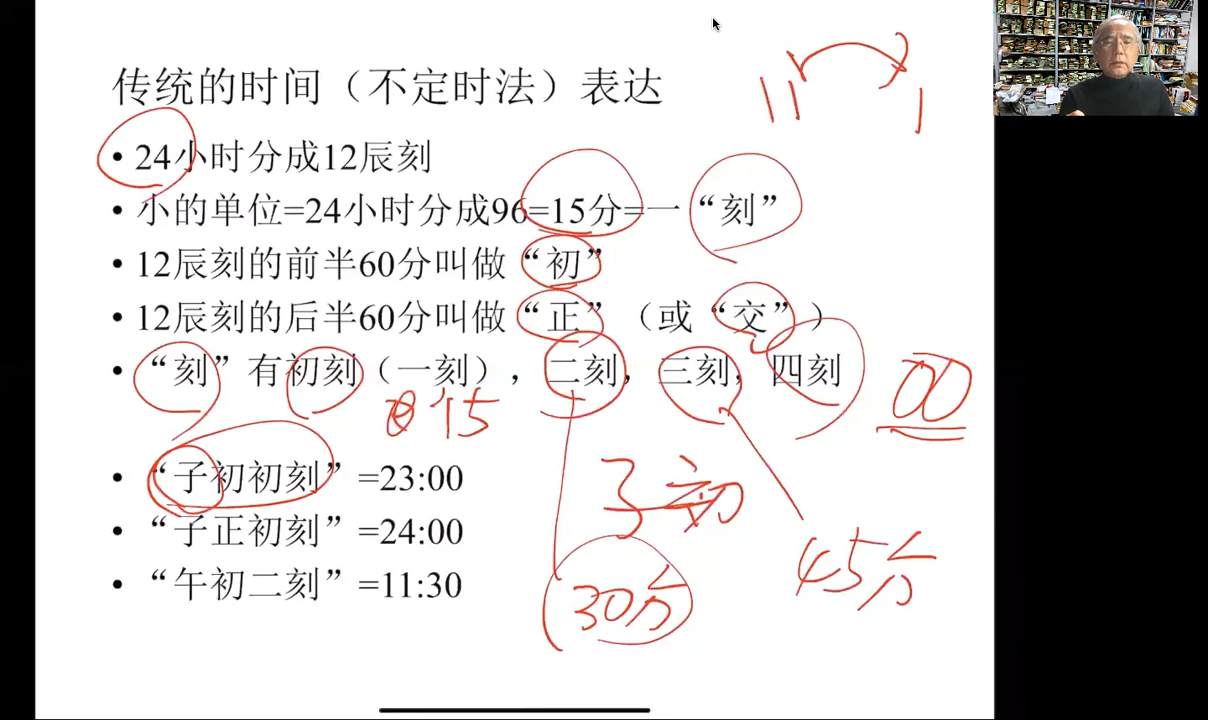 传统的时间（不定时法）表达
11 1
• 24小时分成12辰刻
• 小的单位=24小时分成96=15分=一“刻”
• 12辰刻的前半60分叫做“初”
• 12辰刻的后半60分叫做“正”（或“交”）
• “刻”有初刻（一刻），二刻，三刻，四刻
00
15
• “子初初刻”=23:00
子初
• “子正初刻”=24:00
45分
• “午初二刻”=11:30
30分